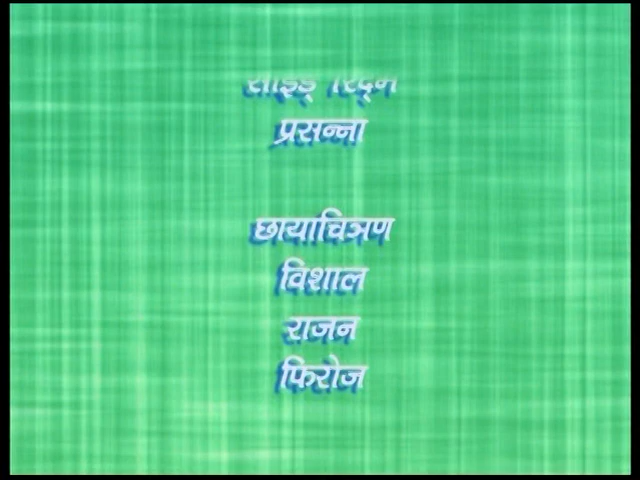 प्रसन्ना
छायाचित्रण
विशाल
राजन
फिरोज